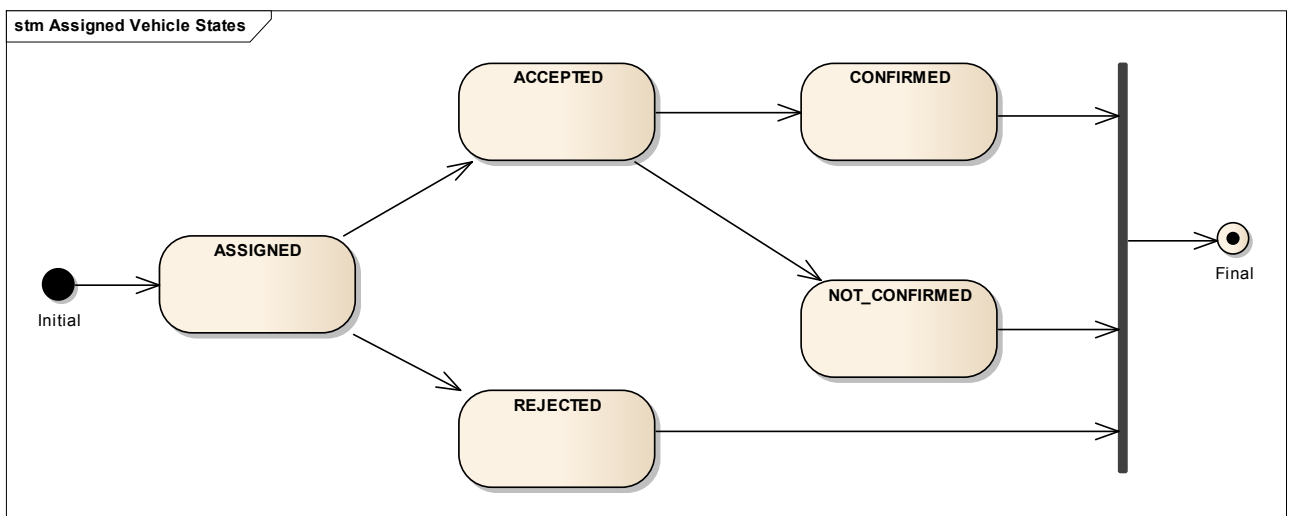 stm Assigned Vehicle States
ACCEPTED
CONFIRMED
ASSIGNED
Initial
Final
NOT_CONFIRMED
REJECTED